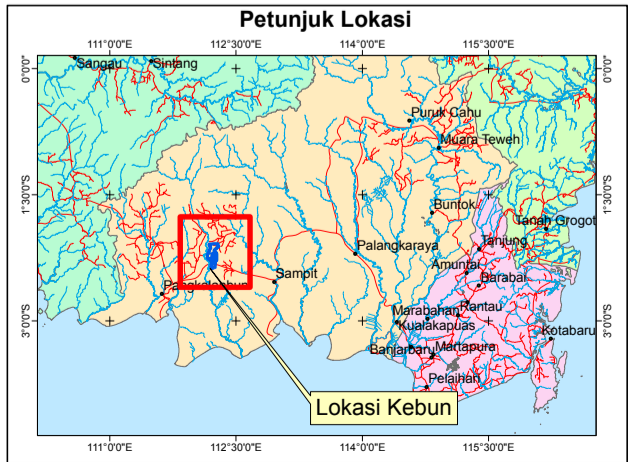 Petunjuk Lokasi
111°0'0"E 112°30'0"E 114°0'0"E 115°30'0"E
0°0'0"
0°0'0"
Sangau
Sintang
Puruk Cahu
Muara Teweh
1°30'0"S
1°30'0"S
Buntok
Tanah Grogot
Tanjung
Palangkaraya
Amuntai
Sampit
Barabai
Pangkalanbun
Marabahan
Rantau
Kualakapuas
3°0'0"S
3°0'0"S
Kotabaru
Banjarbaru
Martapura
Pelaihari
Lokasi Kebun
111°0'0"E 112°30'0"E 114°0'0"E 115°30'0"E